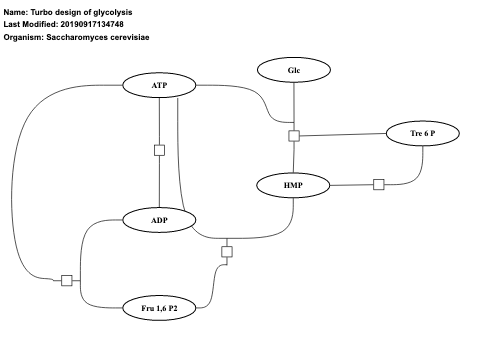 Name: Turbo design of glycolysis
Last Modified: 20190917134748
Organism: Saccharomyces cerevisiae
Glc
ATP
Tre 6 P
HMP
ADP
Fru 1,6 P2